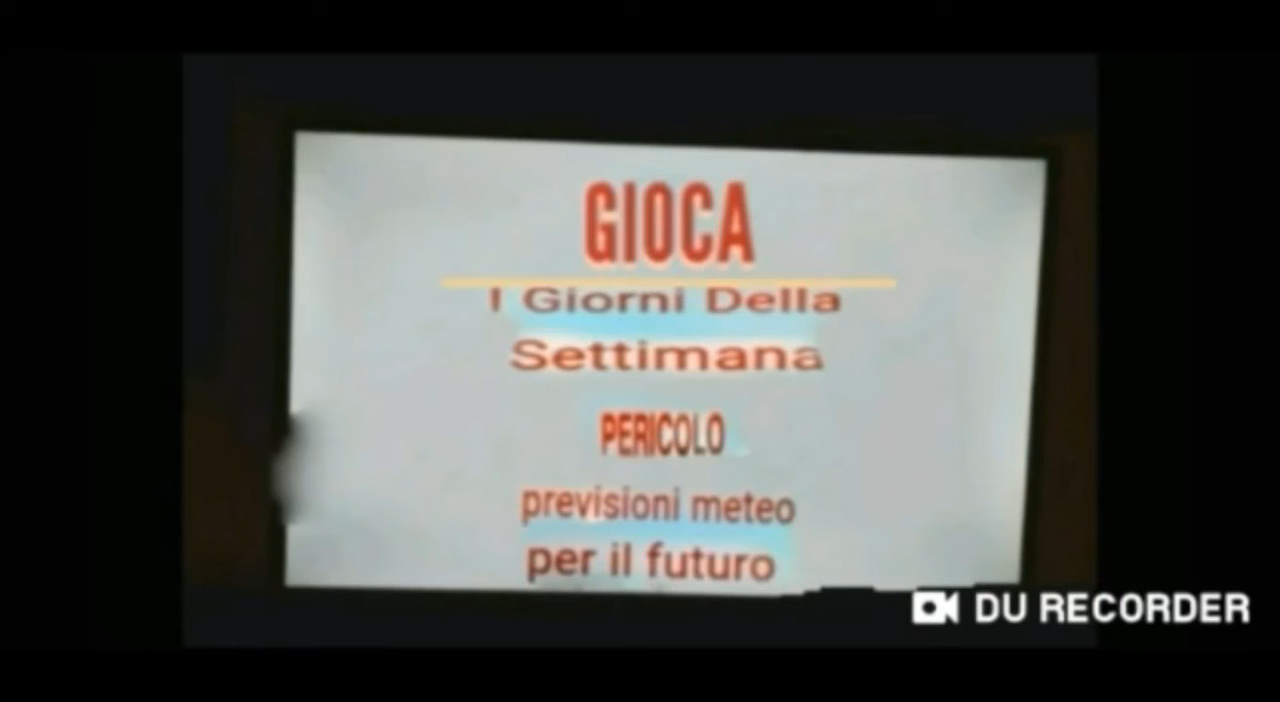 GIOCA
I Giorni Della
Settimana
PERICOLO
previsioni meteo
per il futuro
DU RECORDER